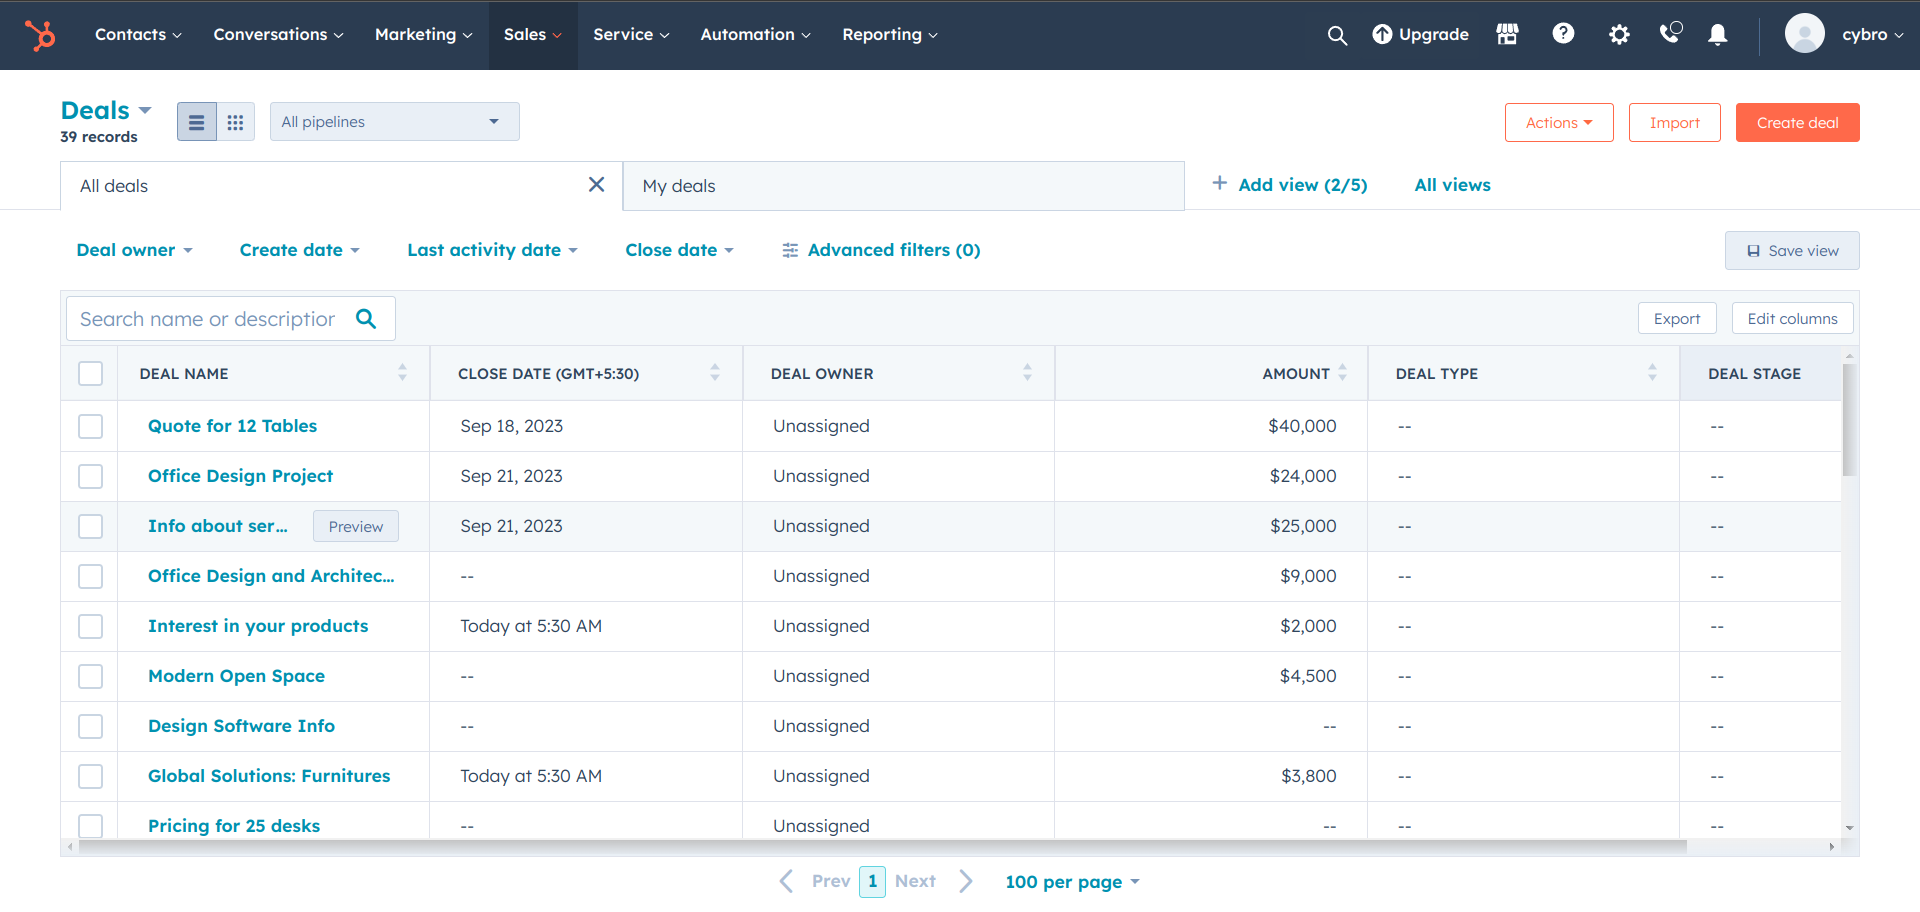 Contacts Conversations Marketing Sales Service Automation Reporting Upgrade cybro
Deals
39 records
All pipelines
Actions Import Create deal
All deals My deals + Add view (2/5) All views
Deal owner Create date Last activity date Close date Advanced filters (0) Save view
Search name or description Export Edit columns
DEAL NAME CLOSE DATE (GMT+5:30) DEAL OWNER AMOUNT DEAL TYPE DEAL STAGE
Quote for 12 Tables Sep 18, 2023 Unassigned $40,000 -- --
Office Design Project Sep 21, 2023 Unassigned $24,000 -- --
Info about ser... Preview Sep 21, 2023 Unassigned $25,000 -- --
Office Design and Architec... -- Unassigned $9,000 -- --
Interest in your products Today at 5:30 AM Unassigned $2,000 -- --
Modern Open Space -- Unassigned $4,500 -- --
Design Software Info -- Unassigned -- -- --
Global Solutions: Furnitures Today at 5:30 AM Unassigned $3,800 -- --
Pricing for 25 desks -- Unassigned -- -- --
Prev 1 Next 100 per page